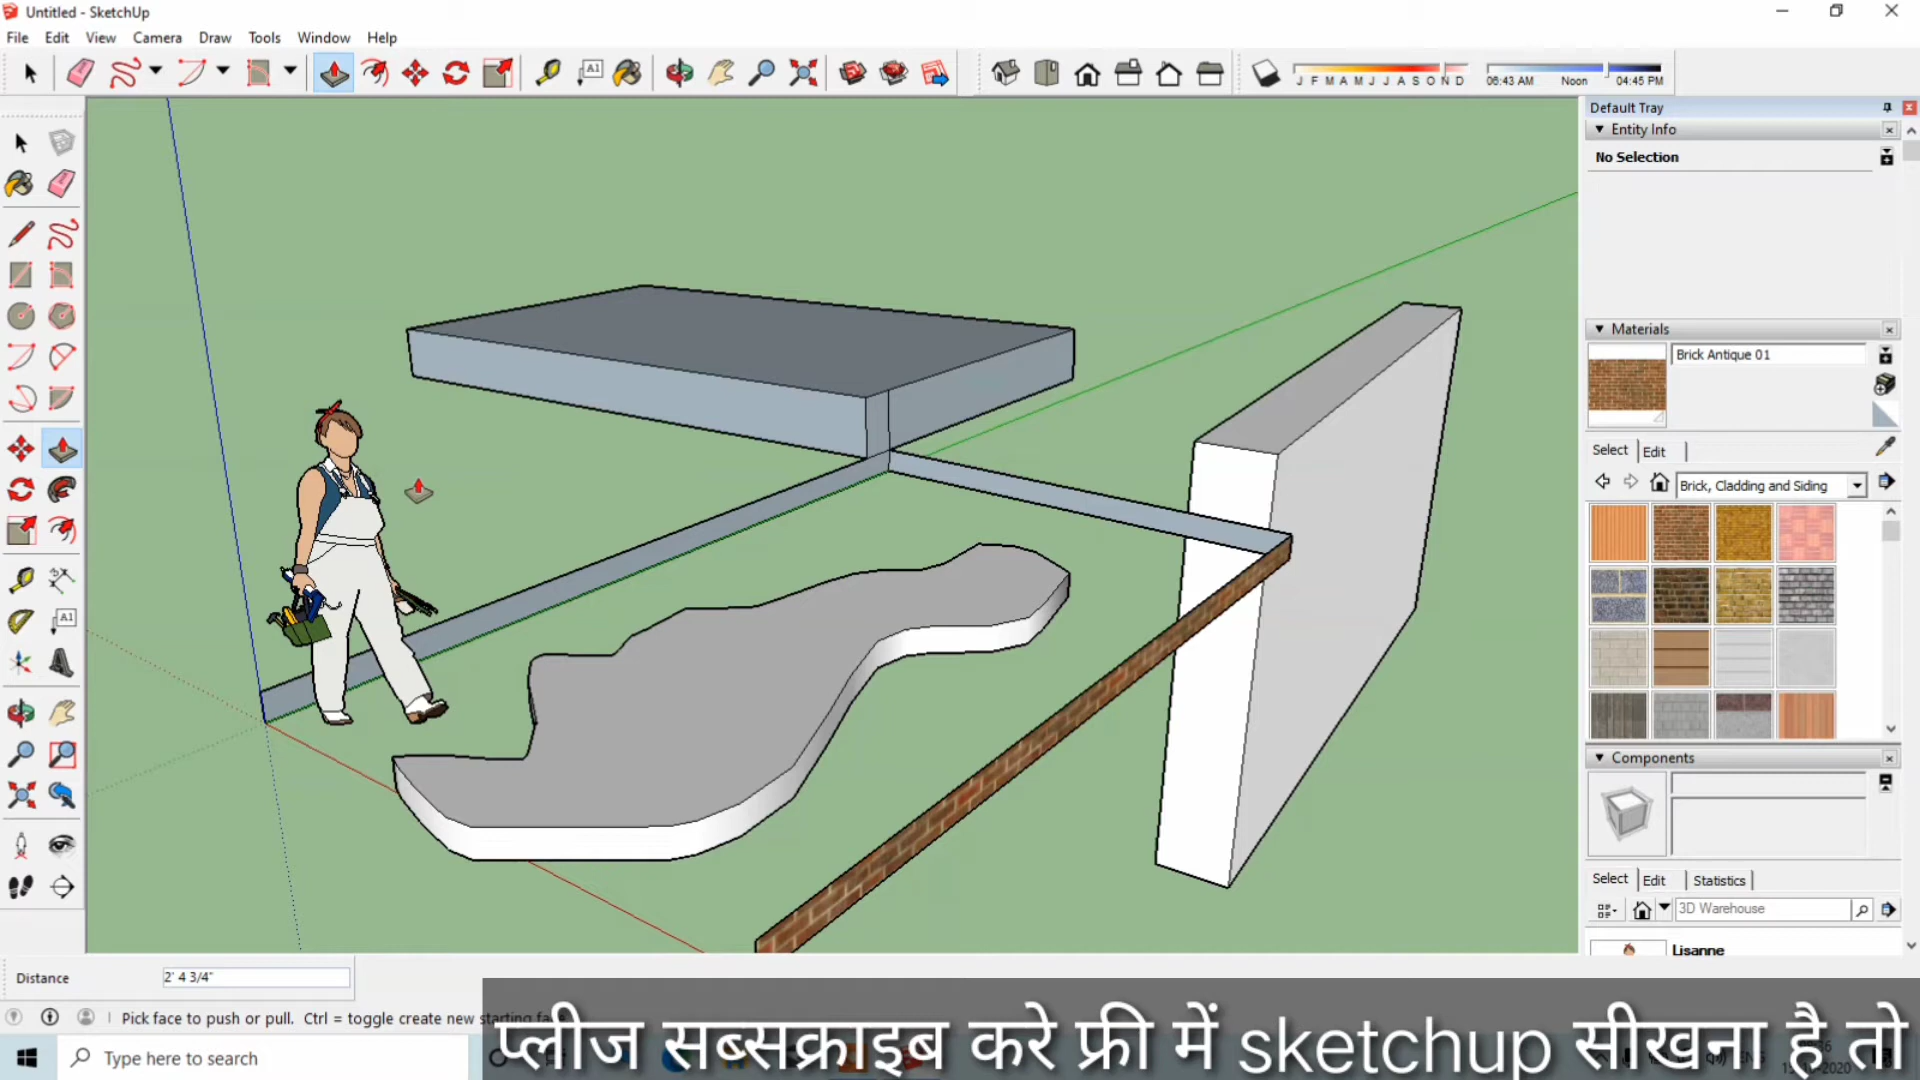 Untitled - SketchUp
File Edit View Camera Draw Tools Window Help
J F M A M J J A S O N D 06:43 AM Noon 04:45 PM
Default Tray
Entity Info
No Selection
Materials
Brick Antique 01
Select Edit
Brick, Cladding and Siding
Components
Select Edit Statistics
3D Warehouse
Lisanne
Distance 2' 4 3/4"
Pick face to push or pull. Ctrl = toggle create new starting
प्लीज सब्सक्राइब करे फ्री में sketchup सीखना है तो
Type here to search